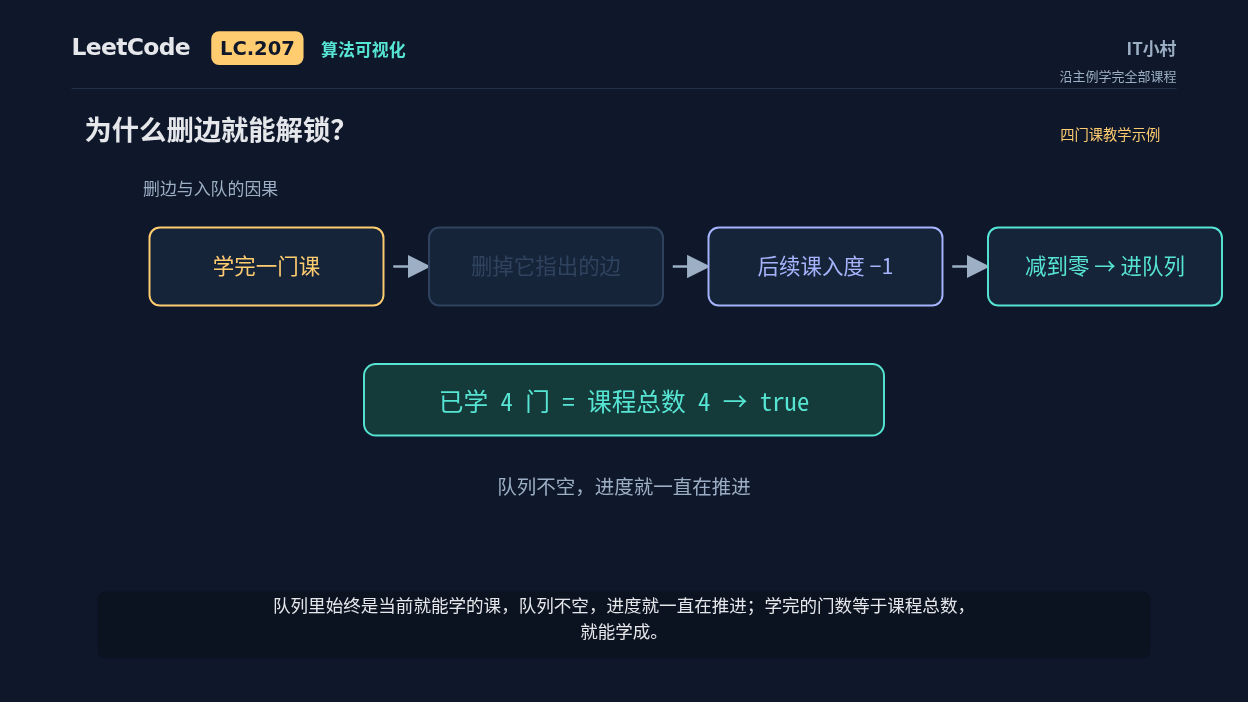 LeetCode LC.207 算法可视化
IT小村
沿主例学完全部课程
为什么删边就能解锁？
四门课教学示例
删边与入队的因果
学完一门课
删掉它指出的边
后续课入度 −1
减到零 → 进队列
已学 4 门 = 课程总数 4 → true
队列不空，进度就一直在推进
队列里始终是当前就能学的课，队列不空，进度就一直在推进；学完的门数等于课程总数，
就能学成。